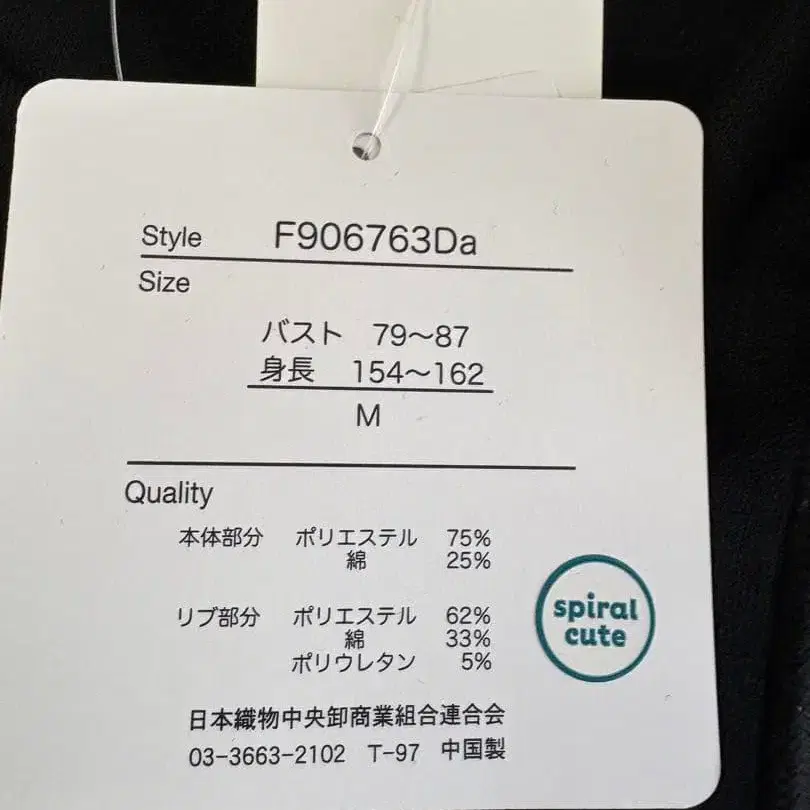 Style F906763Da
Size
バスト 79〜87
身長 154〜162
M
Quality
本体部分 ポリエステル 75%
綿 25%
リブ部分 ポリエステル 62%
綿 33%
ポリウレタン 5%
spiral
cute
日本織物中央卸商業組合連合会
03-3663-2102 T-97 中国製